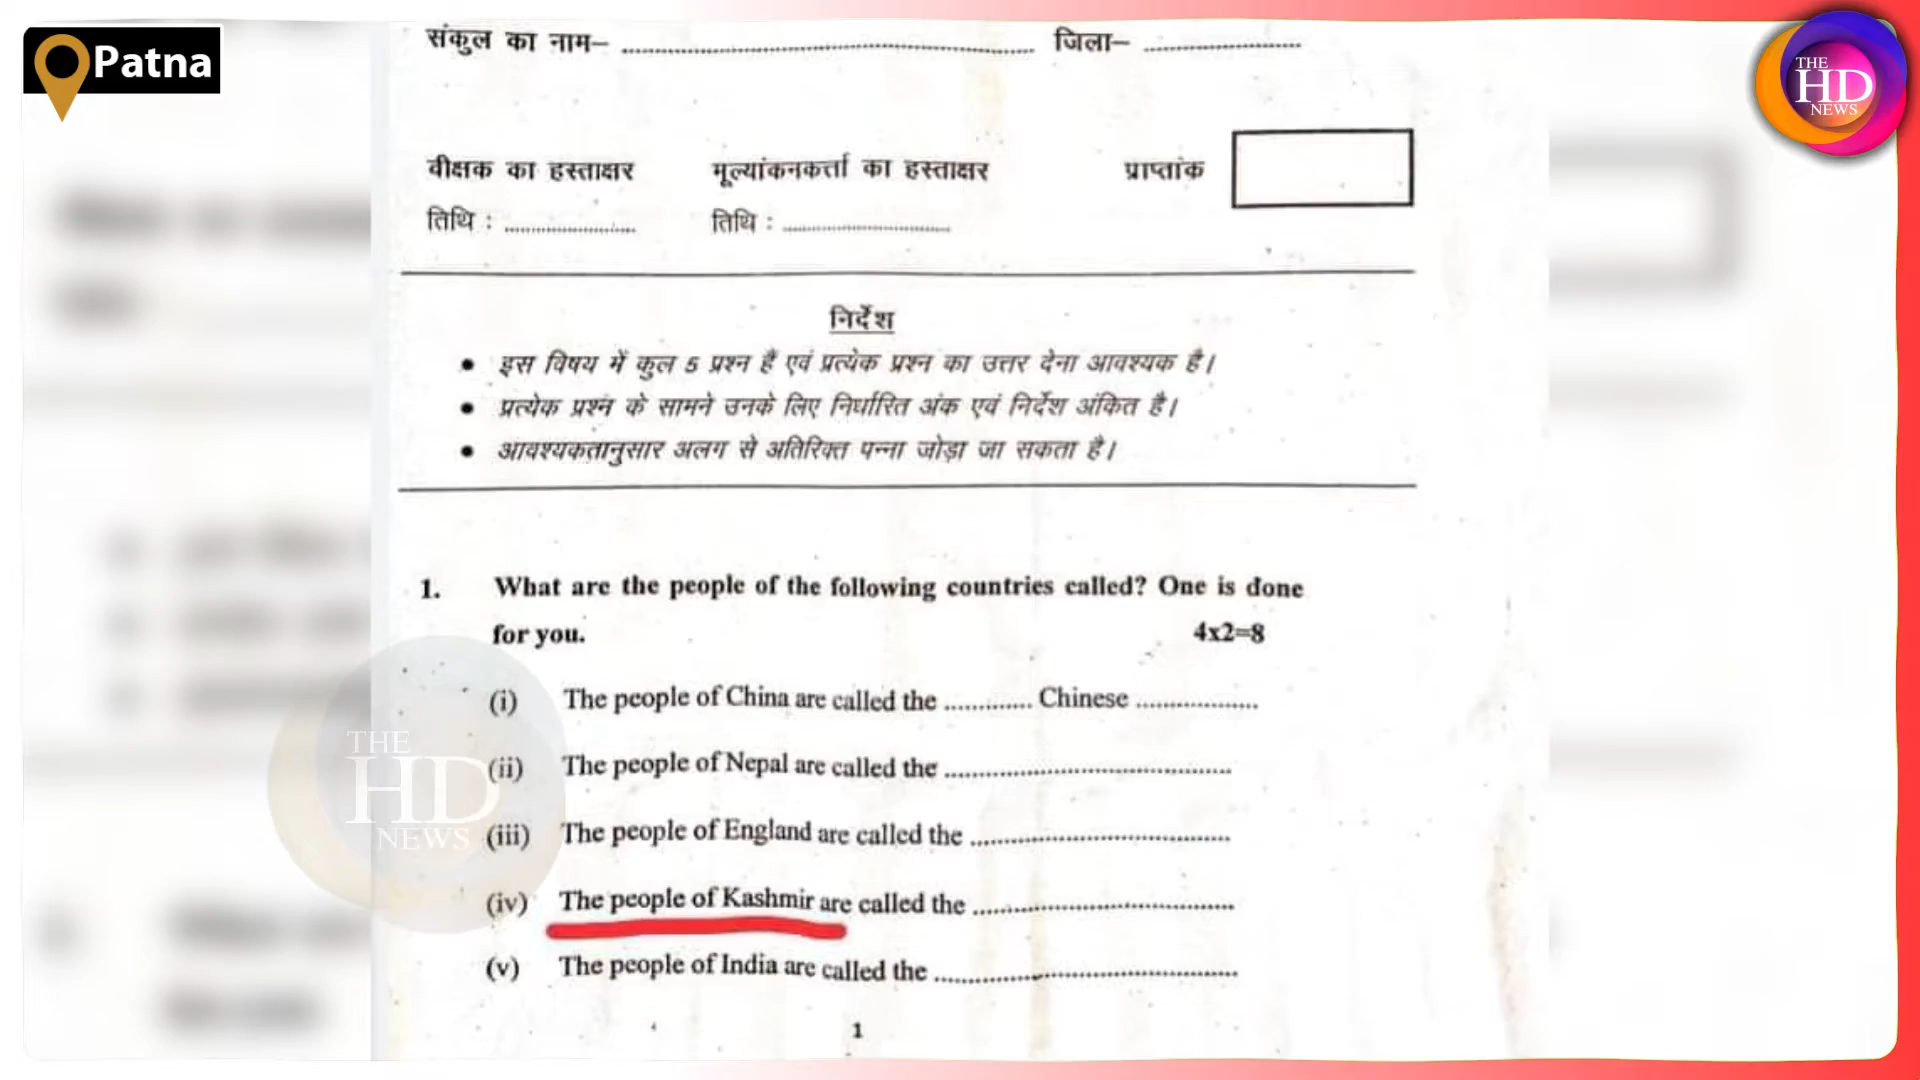 Patna
THE
HD
NEWS
संकुल का नाम– ........................................ जिला– ....................
वीक्षक का हस्ताक्षर मूल्यांकनकर्त्ता का हस्ताक्षर प्राप्तांक
तिथि : .................... तिथि : ....................
निर्देश
• इस विषय में कुल 5 प्रश्न हैं एवं प्रत्येक प्रश्न का उत्तर देना आवश्यक है।
• प्रत्येक प्रश्न के सामने उनके लिए निर्धारित अंक एवं निर्देश अंकित है।
• आवश्यकतानुसार अलग से अतिरिक्त पन्ना जोड़ा जा सकता है।
1. What are the people of the following countries called? One is done
for you. 4x2=8
(i) The people of China are called the ............. Chinese ..................
(ii) The people of Nepal are called the ..........................................
(iii) The people of England are called the ......................................
(iv) The people of Kashmir are called the ......................................
(v) The people of India are called the ............................................
THE
HD
NEWS
1